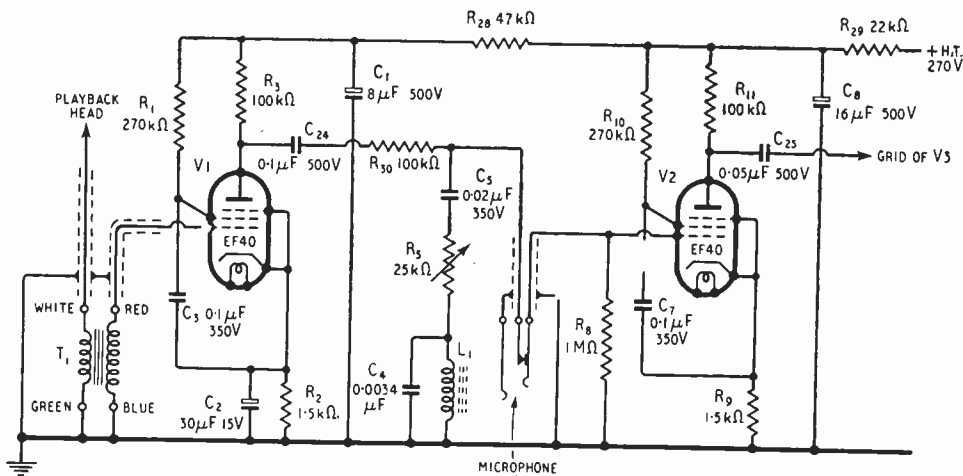 R28 47kΩ
R29 22kΩ
+ H.T.
270V
PLAYBACK
HEAD
R1
270kΩ
R3
100kΩ
C1
8μF 500V
R10
270kΩ
R11
100kΩ
C8
16μF 500V
C24
0·1μF 500V
R30 100kΩ
V1
EF40
C5
0·02μF
350V
R5
25kΩ
V2
EF40
C25
0·05μF 500V
GRID OF V3
WHITE
RED
C3 0·1μF
350V
T1
GREEN
BLUE
C2
30μF 15V
R2
1·5kΩ
C4
0·0034
μF
L1
R8
1MΩ
C7
0·1μF
350V
R9
1·5kΩ
MICROPHONE